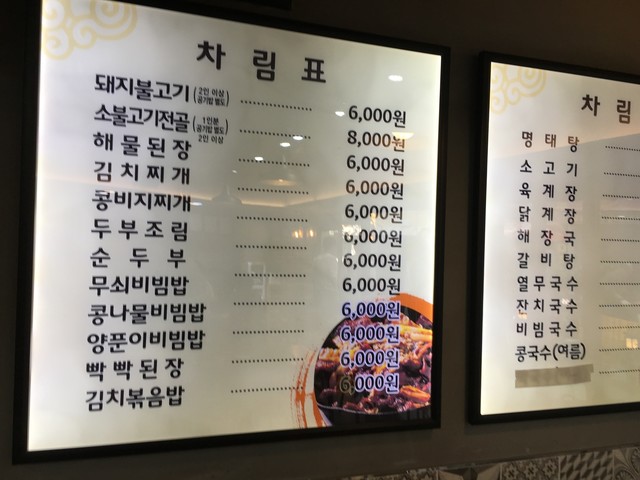 차림표
돼지불고기 (2인 이상 공기밥 별도) 6,000원
소불고기전골 (1인분 공기밥 별도 2인 이상) 8,000원
해물된장 6,000원
김치찌개 6,000원
콩비지찌개 6,000원
두부조림 6,000원
순두부 6,000원
무쇠비빔밥 6,000원
콩나물비빔밥 6,000원
양푼이비빔밥 6,000원
빡빡된장 6,000원
김치볶음밥 6,000원
차림
명태탕
소고기
육계장
닭계장
해장국
갈비탕
열무국수
잔치국수
비빔국수
콩국수(여름)